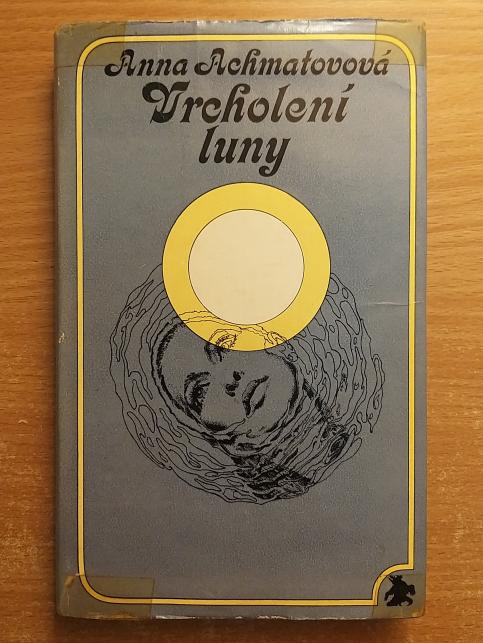 Anna Achmatovová
Vrcholení
luny